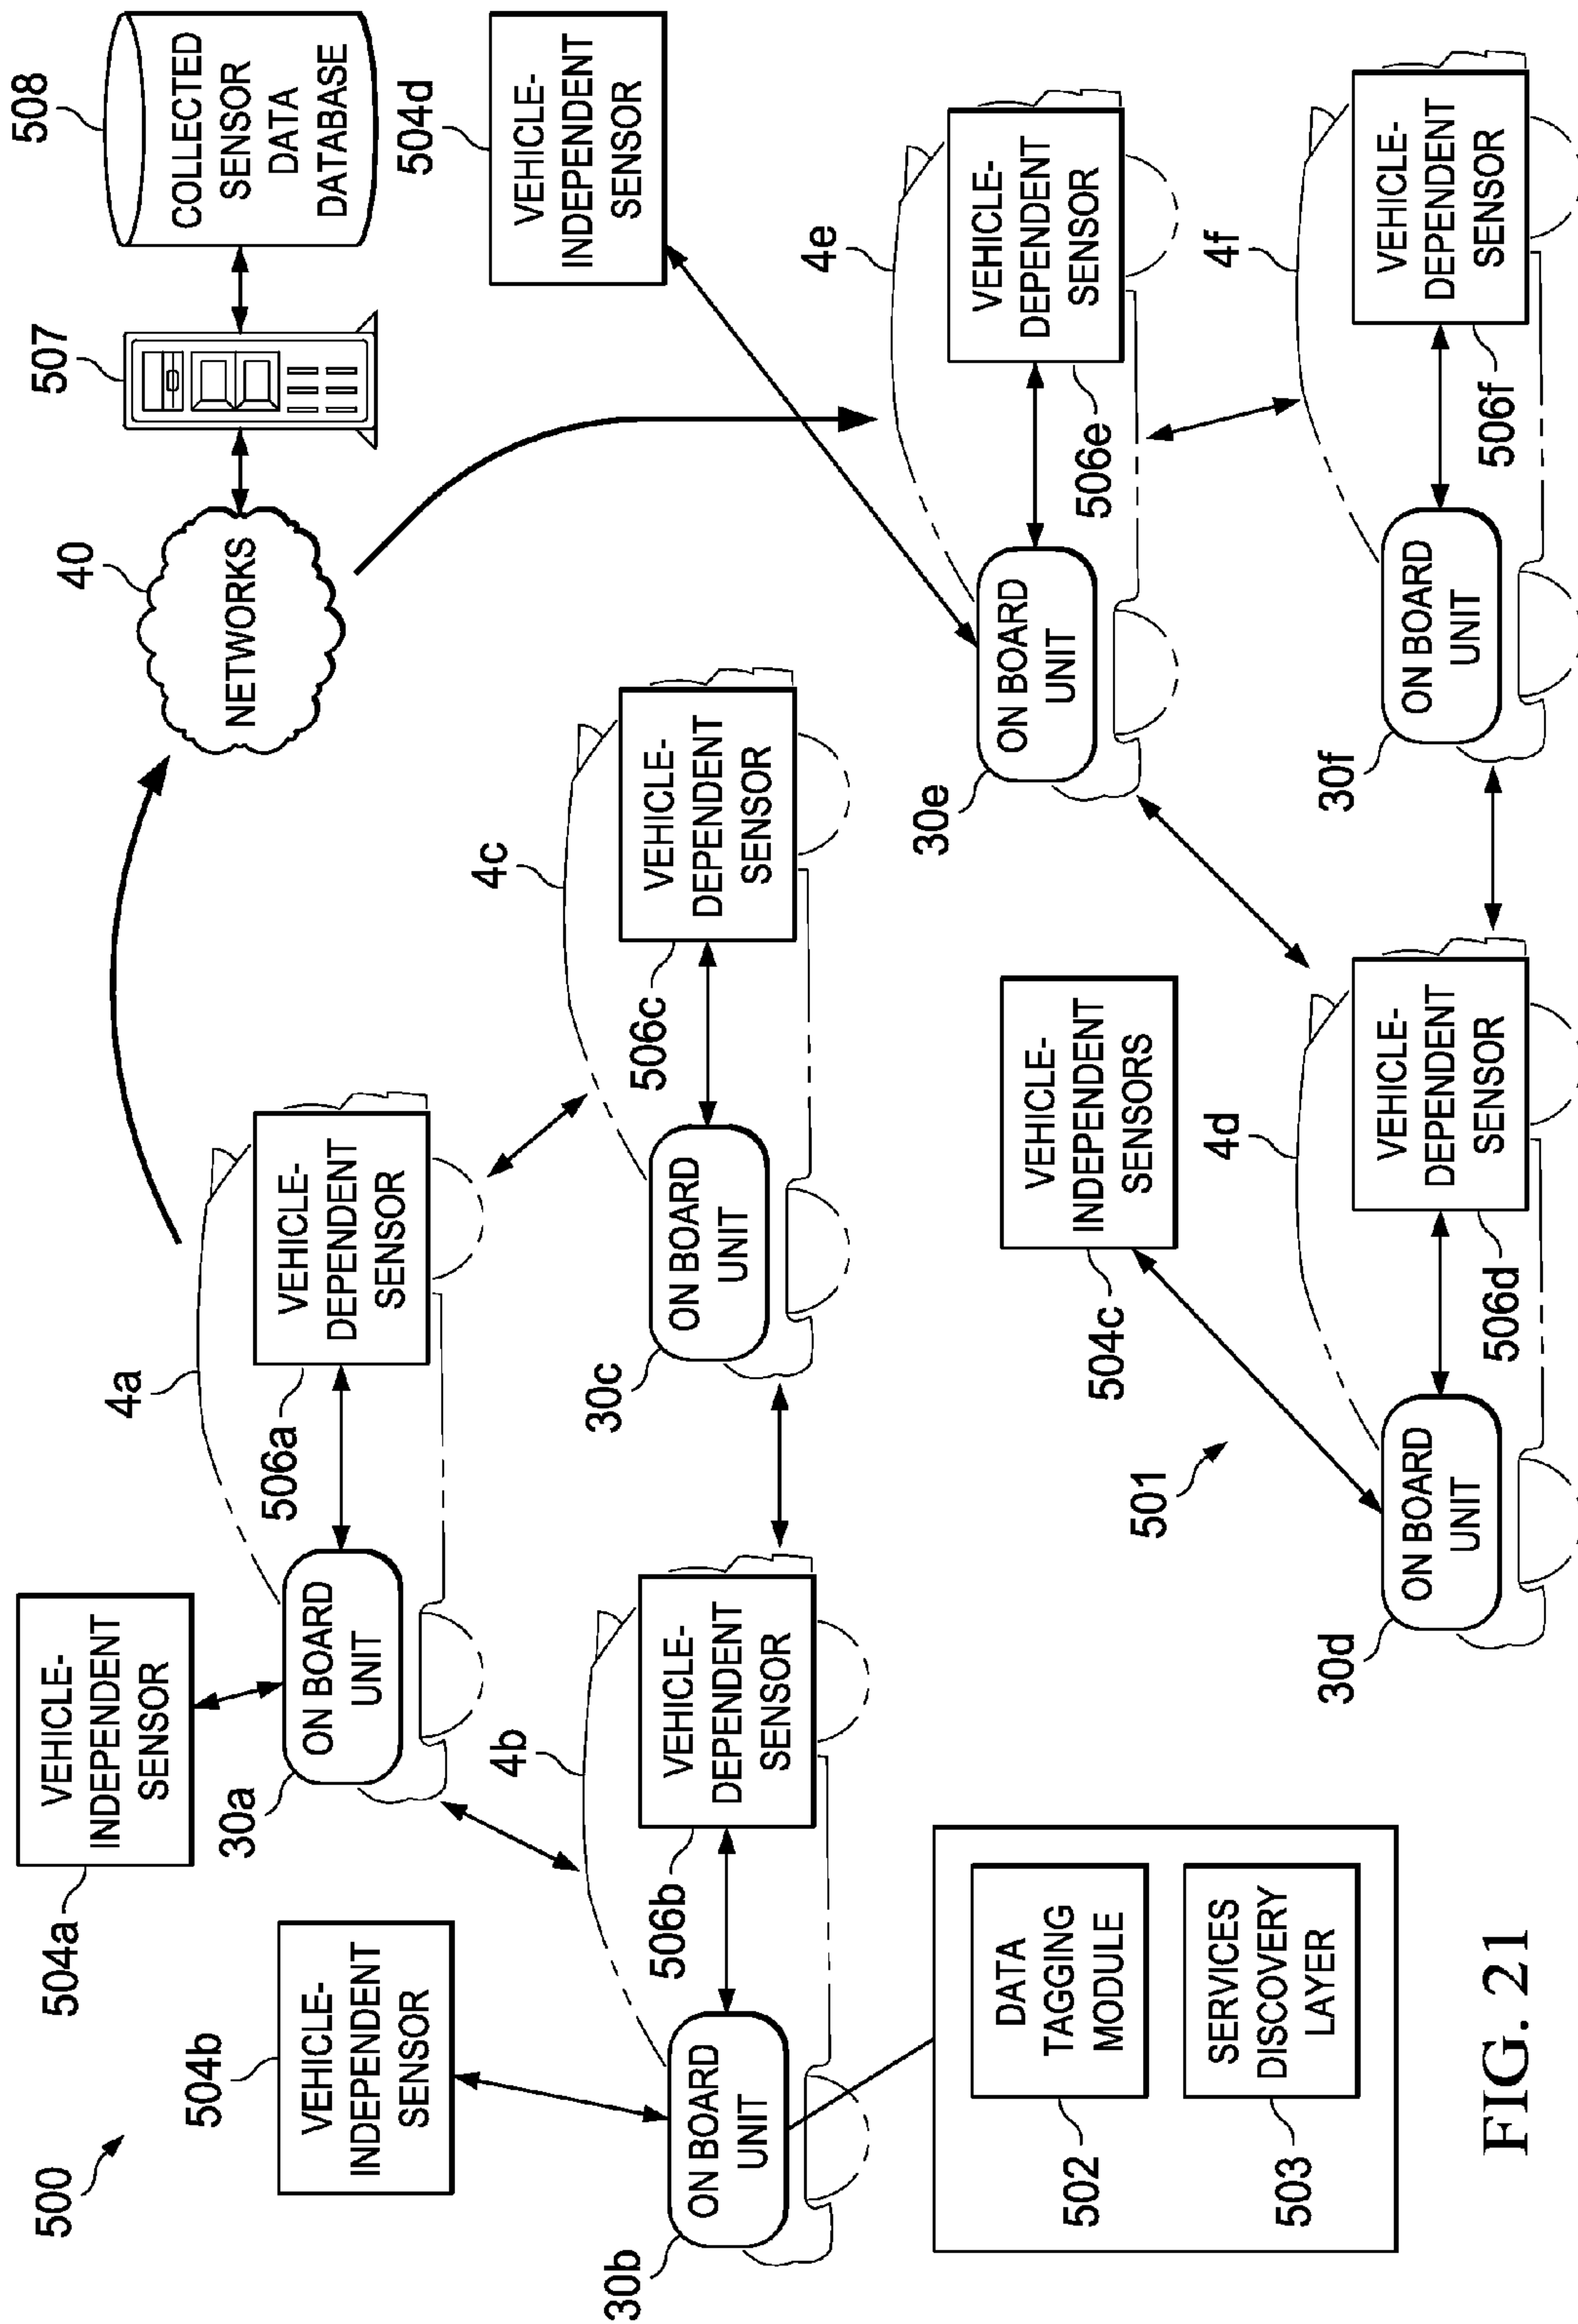 508
COLLECTED
SENSOR
DATA
DATABASE
507
40
NETWORKS
504d
VEHICLE-
INDEPENDENT
SENSOR
500
504a
VEHICLE-
INDEPENDENT
SENSOR
504b
VEHICLE-
INDEPENDENT
SENSOR
4a
30a
ON BOARD
UNIT
506a
VEHICLE-
DEPENDENT
SENSOR
4b
30b
ON BOARD
UNIT
506b
VEHICLE-
DEPENDENT
SENSOR
4c
30c
ON BOARD
UNIT
506c
VEHICLE-
DEPENDENT
SENSOR
502
DATA
TAGGING
MODULE
503
SERVICES
DISCOVERY
LAYER
501
504c
VEHICLE-
INDEPENDENT
SENSORS
4d
30d
ON BOARD
UNIT
506d
VEHICLE-
DEPENDENT
SENSOR
4e
30e
ON BOARD
UNIT
506e
VEHICLE-
DEPENDENT
SENSOR
4f
30f
ON BOARD
UNIT
506f
VEHICLE-
DEPENDENT
SENSOR
FIG. 21